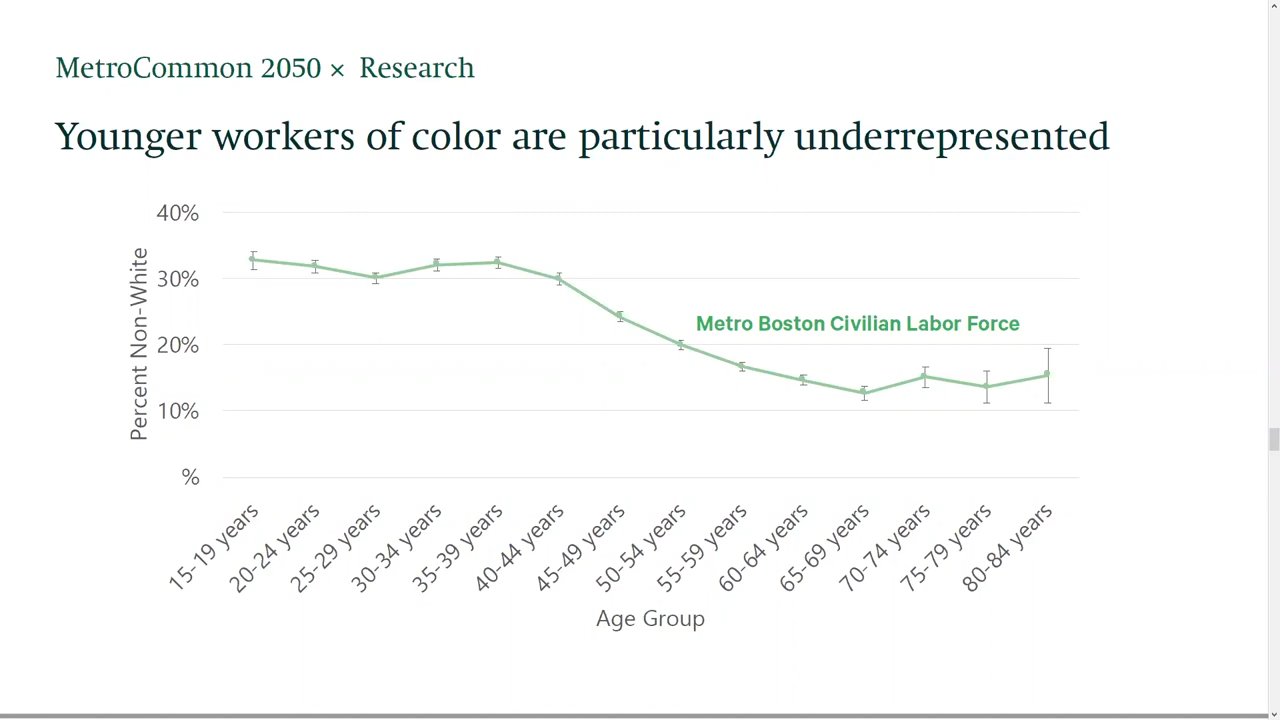 MetroCommon 2050 × Research
Younger workers of color are particularly underrepresented
40%
30%
20%
10%
%
Percent Non-White
Metro Boston Civilian Labor Force
15-19 years
20-24 years
25-29 years
30-34 years
35-39 years
40-44 years
45-49 years
50-54 years
55-59 years
60-64 years
65-69 years
70-74 years
75-79 years
80-84 years
Age Group